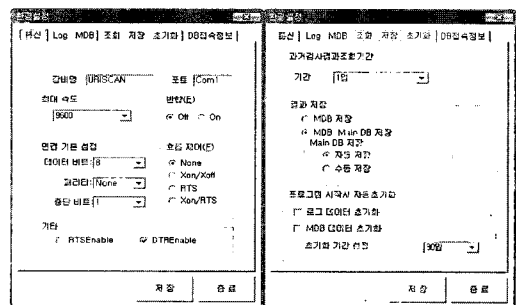 환경설정
통신 Log MDB 조회 저장 초기화 DB접속정보
장비명 URISCAN 포트 Com1
최대 속도
9600
반향(E)
Off On
연결 기본 설정
데이터 비트: 8
패리티: None
중단 비트: 1
흐름 제어(F)
None
Xon/Xoff
RTS
Xon/RTS
기타
RTSEnable DTREnable
저장 종료
환경설정
통신 Log MDB 조회 저장 초기화 DB접속정보
과거검사결과조회기간
기간 1일
결과 저장
MDB 저장
MDB, Main DB 저장
Main DB 저장
자동 저장
수동 저장
프로그램 시작시 자동초기화
로그 데이터 초기화
MDB 데이터 초기화
초기화 기간 선정 90일
저장 종료